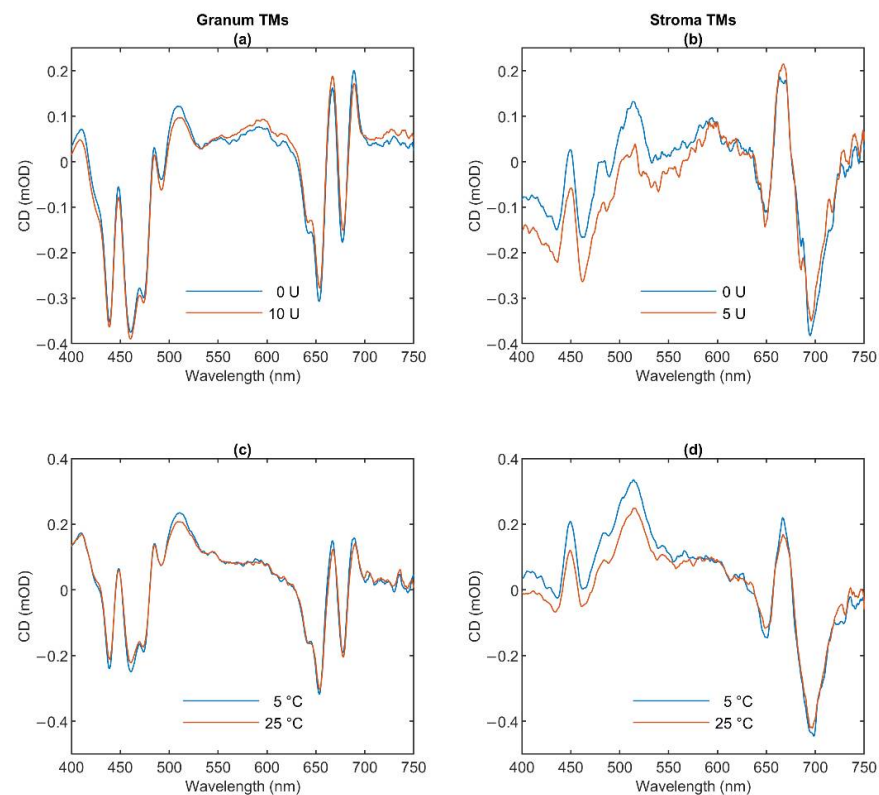 Granum TMs
(a)
CD (mOD)
0.2
0.1
0
−0.1
−0.2
−0.3
−0.4
400 450 500 550 600 650 700 750
Wavelength (nm)
0 U
10 U
Stroma TMs
(b)
CD (mOD)
0.2
0.1
0
−0.1
−0.2
−0.3
−0.4
400 450 500 550 600 650 700 750
Wavelength (nm)
0 U
5 U
(c)
CD (mOD)
0.4
0.2
0
−0.2
−0.4
400 450 500 550 600 650 700 750
Wavelength (nm)
5 °C
25 °C
(d)
CD (mOD)
0.4
0.2
0
−0.2
−0.4
400 450 500 550 600 650 700 750
Wavelength (nm)
5 °C
25 °C